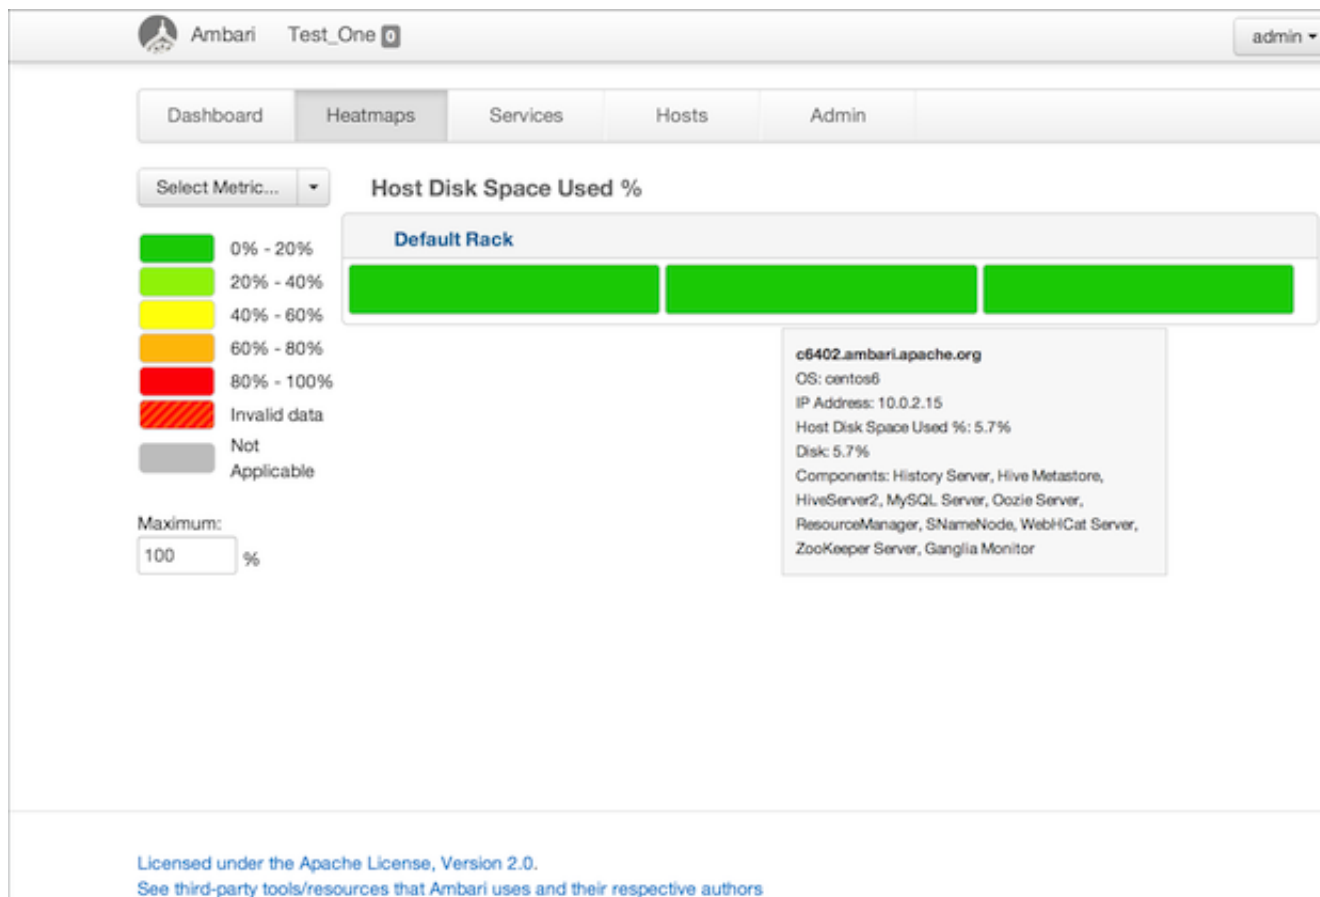 Ambari Test_One 0 admin
Dashboard Heatmaps Services Hosts Admin
Select Metric... Host Disk Space Used %
Default Rack
0% - 20%
20% - 40%
40% - 60%
60% - 80%
80% - 100%
Invalid data
Not
Applicable
Maximum:
100 %
c6402.ambari.apache.org
OS: centos6
IP Address: 10.0.2.15
Host Disk Space Used %: 5.7%
Disk: 5.7%
Components: History Server, Hive Metastore,
HiveServer2, MySQL Server, Oozie Server,
ResourceManager, SNameNode, WebHCat Server,
ZooKeeper Server, Ganglia Monitor
Licensed under the Apache License, Version 2.0.
See third-party tools/resources that Ambari uses and their respective authors